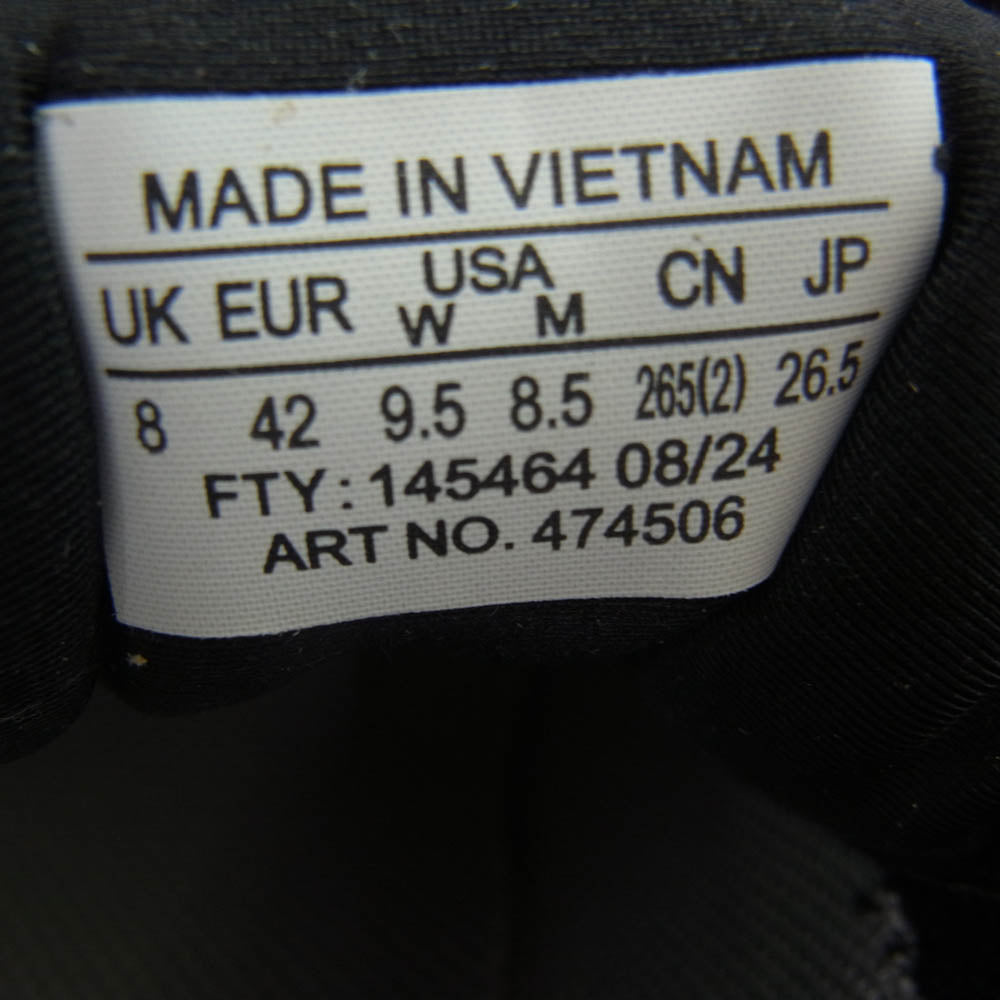 MADE IN VIETNAM
UK EUR USA CN JP
W M
8 42 9.5 8.5 265(2) 26.5
FTY: 145464 08/24
ART NO. 474506